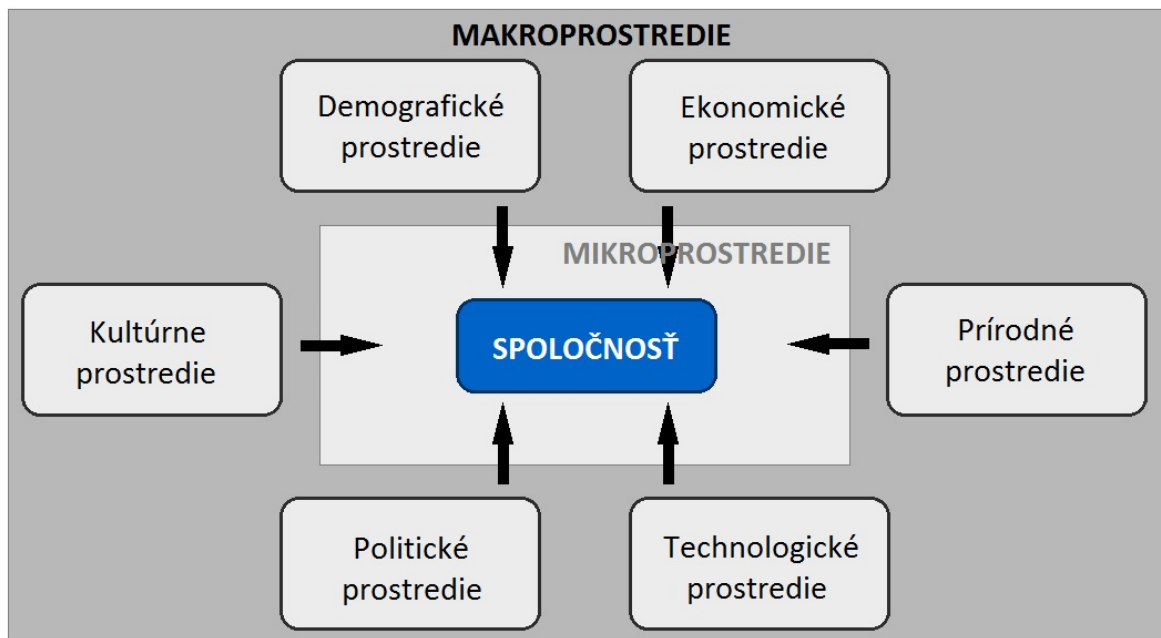 MAKROPROSTREDIE
Demografické
prostredie
Ekonomické
prostredie
MIKROPROSTREDIE
Kultúrne
prostredie
SPOLOČNOSŤ
Prírodné
prostredie
Politické
prostredie
Technologické
prostredie